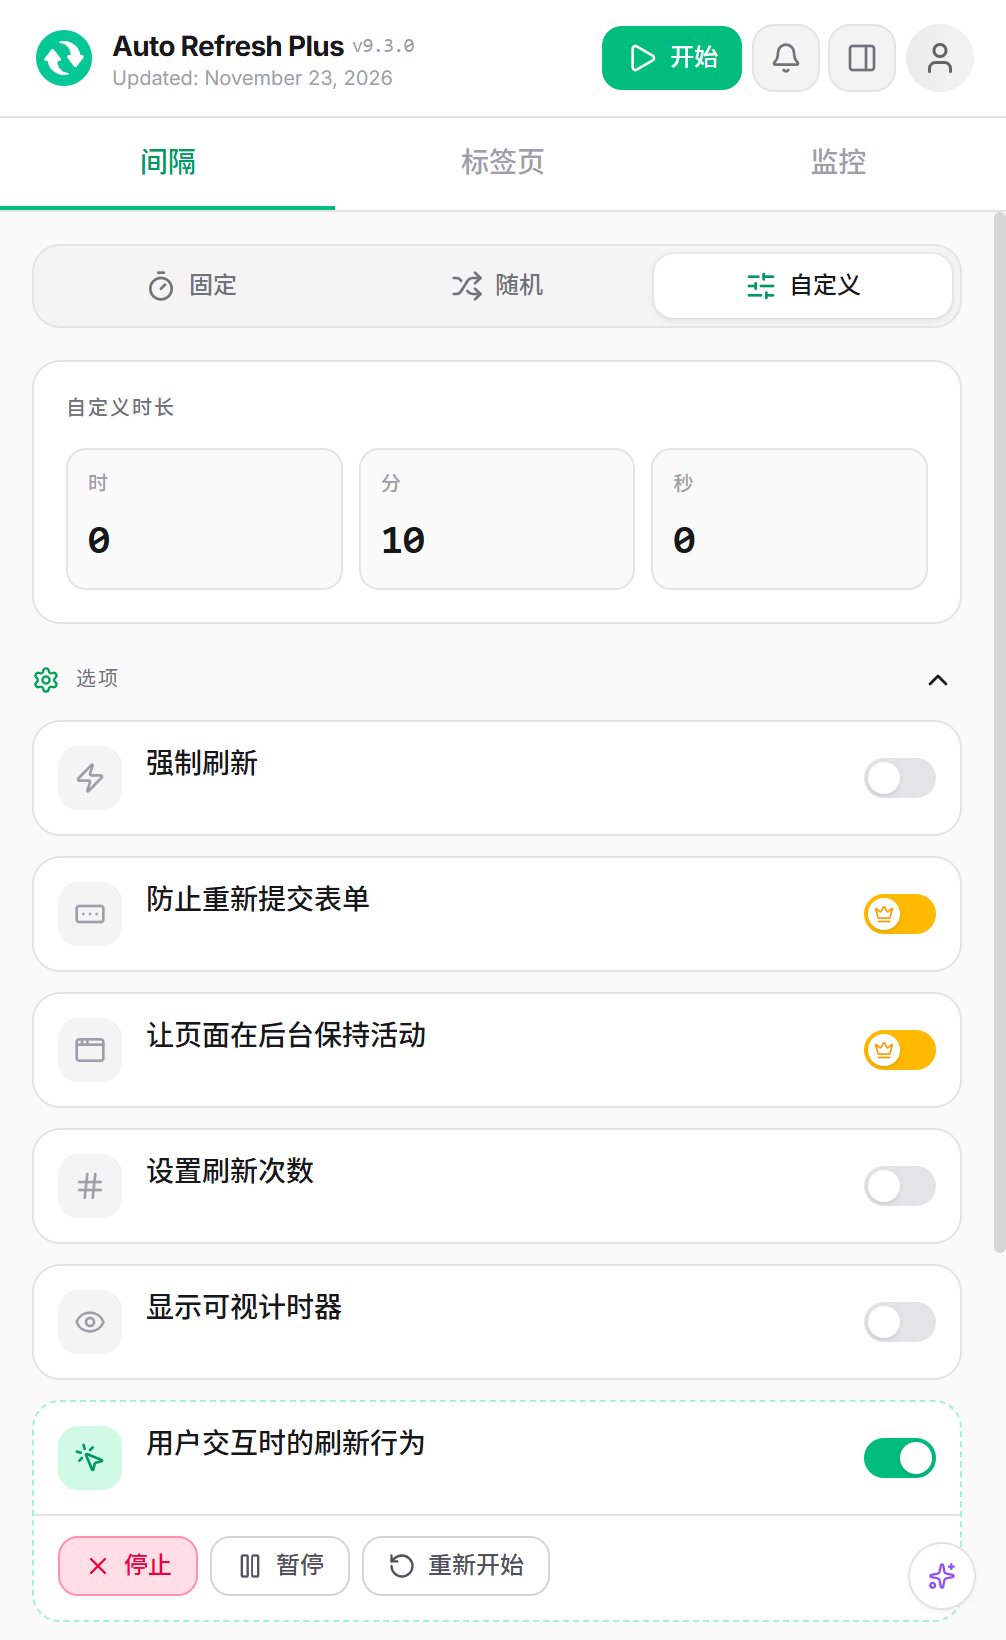 Auto Refresh Plus v9.3.0
Updated: November 23, 2026
开始
间隔
标签页
监控
固定
随机
自定义
自定义时长
时
分
秒
0
10
0
选项
强制刷新
防止重新提交表单
让页面在后台保持活动
设置刷新次数
显示可视计时器
用户交互时的刷新行为
停止
暂停
重新开始